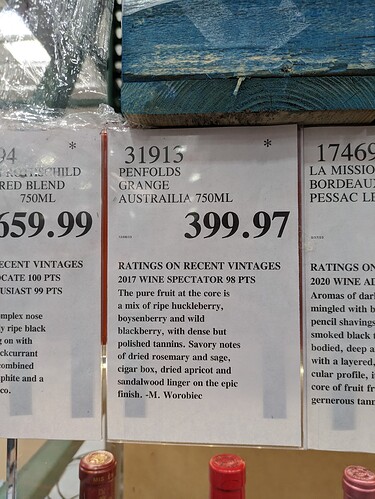 94 *
ROTHSCHILD
RED BLEND
750ML
659.99
ECENT VINTAGES
OCATE 100 PTS
USIAST 99 PTS
mplex nose
ly ripe black
g on with
ckcurrant
combined
phite and a
co.
31913 *
PENFOLDS
GRANGE
AUSTRAILIA 750ML
399.97
RATINGS ON RECENT VINTAGES
2017 WINE SPECTATOR 98 PTS
The pure fruit at the core is
a mix of ripe huckleberry,
boysenberry and wild
blackberry, with dense but
polished tannins. Savory notes
of dried rosemary and sage,
cigar box, dried apricot and
sandalwood linger on the epic
finish. -M. Worobiec
17469
LA MISSIO
BORDEAUX
PESSAC LE
RATINGS ON
2020 WINE AD
Aromas of dark
mingled with b
pencil shavings
smoked black t
bodied, deep a
with a layered,
cular profile, i
core of fruit fr
gernerous tann